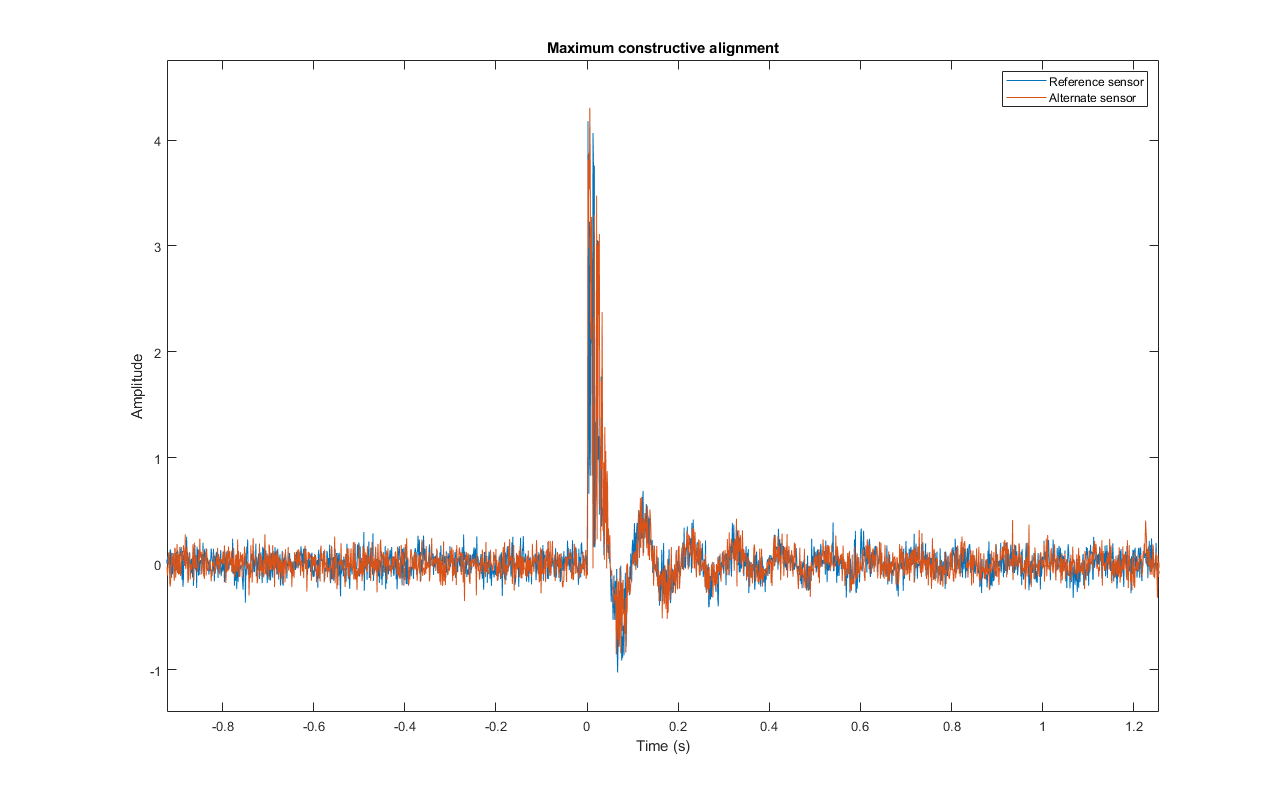 Maximum constructive alignment
Reference sensor
Alternate sensor
4
3
2
1
0
-1
Amplitude
-0.8 -0.6 -0.4 -0.2 0 0.2 0.4 0.6 0.8 1 1.2
Time (s)